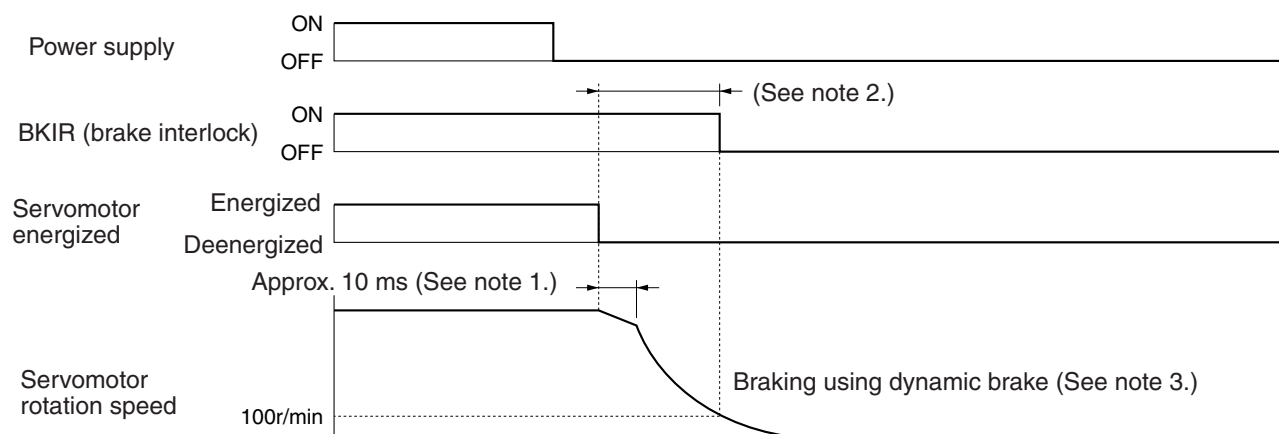 ON
Power supply
OFF
(See note 2.)
ON
BKIR (brake interlock)
OFF
Servomotor
energized
Energized
Deenergized
Approx. 10 ms (See note 1.)
Servomotor
rotation speed
Braking using dynamic brake (See note 3.)
100r/min